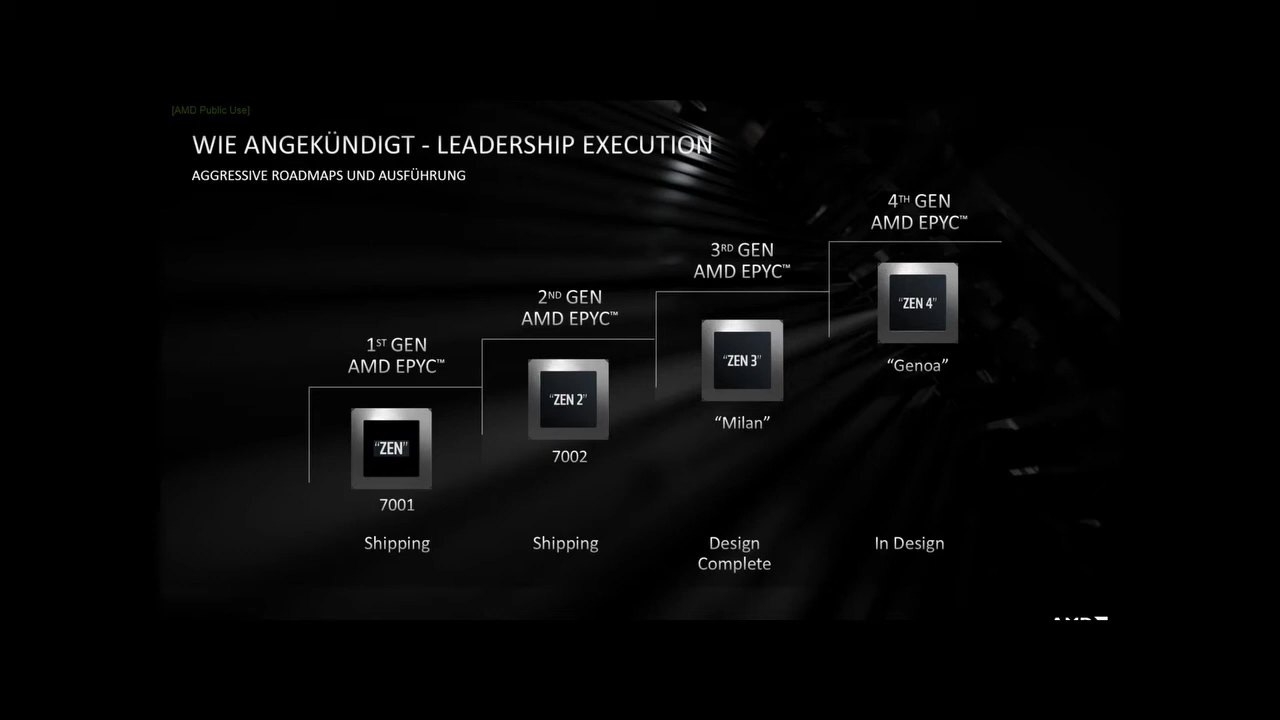 [AMD Public Use]
WIE ANGEKÜNDIGT - LEADERSHIP EXECUTION
AGGRESSIVE ROADMAPS UND AUSFÜHRUNG
1ST GEN
AMD EPYC™
"ZEN"
7001
Shipping
2ND GEN
AMD EPYC™
"ZEN 2"
7002
Shipping
3RD GEN
AMD EPYC™
"ZEN 3"
“Milan”
Design
Complete
4TH GEN
AMD EPYC™
"ZEN 4"
“Genoa”
In Design
AMD